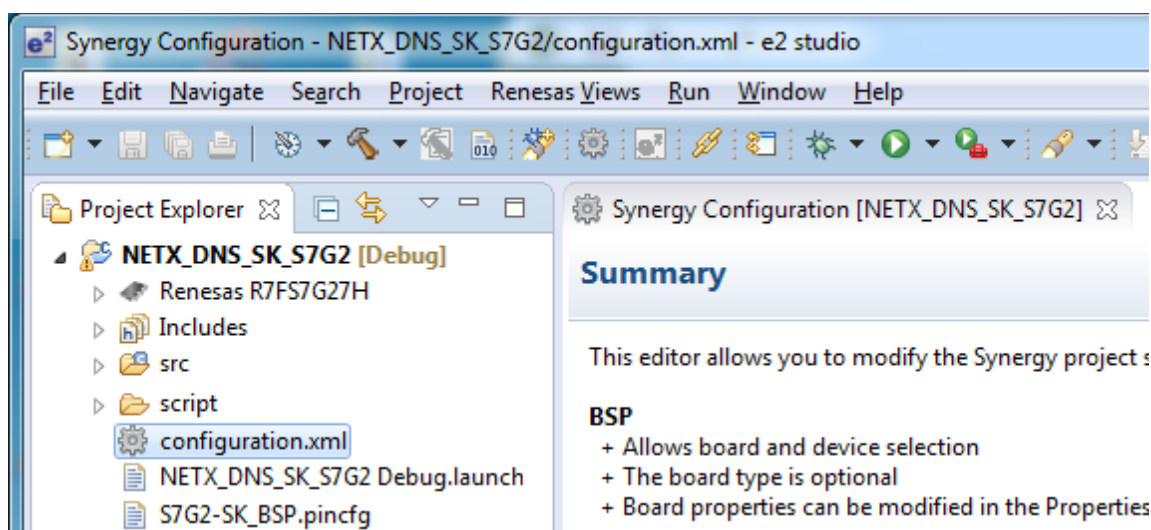 e² Synergy Configuration - NETX_DNS_SK_S7G2/configuration.xml - e2 studio
File Edit Navigate Search Project Renesas Views Run Window Help
010
Project Explorer
Synergy Configuration [NETX_DNS_SK_S7G2]
NETX_DNS_SK_S7G2 [Debug]
Summary
Renesas R7FS7G27H
Includes
This editor allows you to modify the Synergy project s
src
script
BSP
configuration.xml
+ Allows board and device selection
NETX_DNS_SK_S7G2 Debug.launch
+ The board type is optional
S7G2-SK_BSP.pincfg
+ Board properties can be modified in the Properties